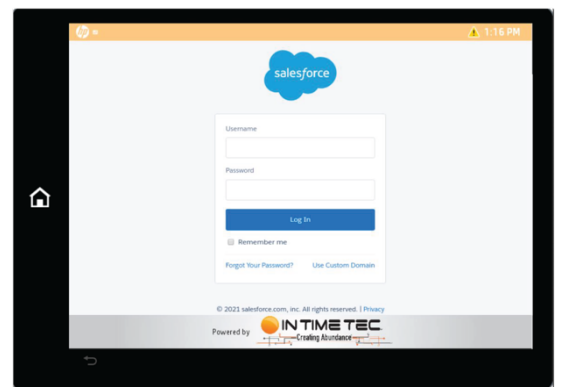 hp
1:16 PM
salesforce
Username
Password
Log In
Remember me
Forgot Your Password? Use Custom Domain
© 2021 salesforce.com, inc. All rights reserved. | Privacy
Powered by IN TIME TEC
Creating Abundance